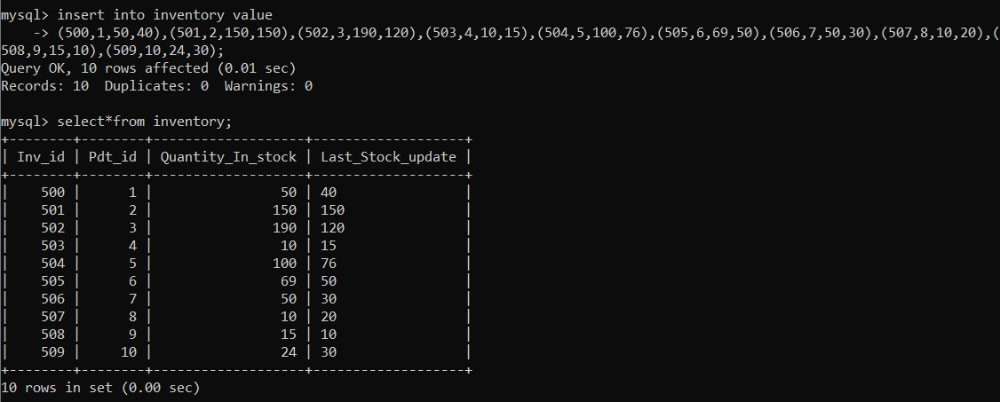 mysql> insert into inventory value
    -> (500,1,50,40),(501,2,150,150),(502,3,190,120),(503,4,10,15),(504,5,100,76),(505,6,69,50),(506,7,50,30),(507,8,10,20),(
508,9,15,10),(509,10,24,30);
Query OK, 10 rows affected (0.01 sec)
Records: 10  Duplicates: 0  Warnings: 0

mysql> select*from inventory;
+--------+--------+-------------------+-------------------+
| Inv_id | Pdt_id | Quantity_In_stock | Last_Stock_update |
+--------+--------+-------------------+-------------------+
|    500 |      1 |                50 | 40                |
|    501 |      2 |               150 | 150               |
|    502 |      3 |               190 | 120               |
|    503 |      4 |                10 | 15                |
|    504 |      5 |               100 | 76                |
|    505 |      6 |                69 | 50                |
|    506 |      7 |                50 | 30                |
|    507 |      8 |                10 | 20                |
|    508 |      9 |                15 | 10                |
|    509 |     10 |                24 | 30                |
+--------+--------+-------------------+-------------------+
10 rows in set (0.00 sec)